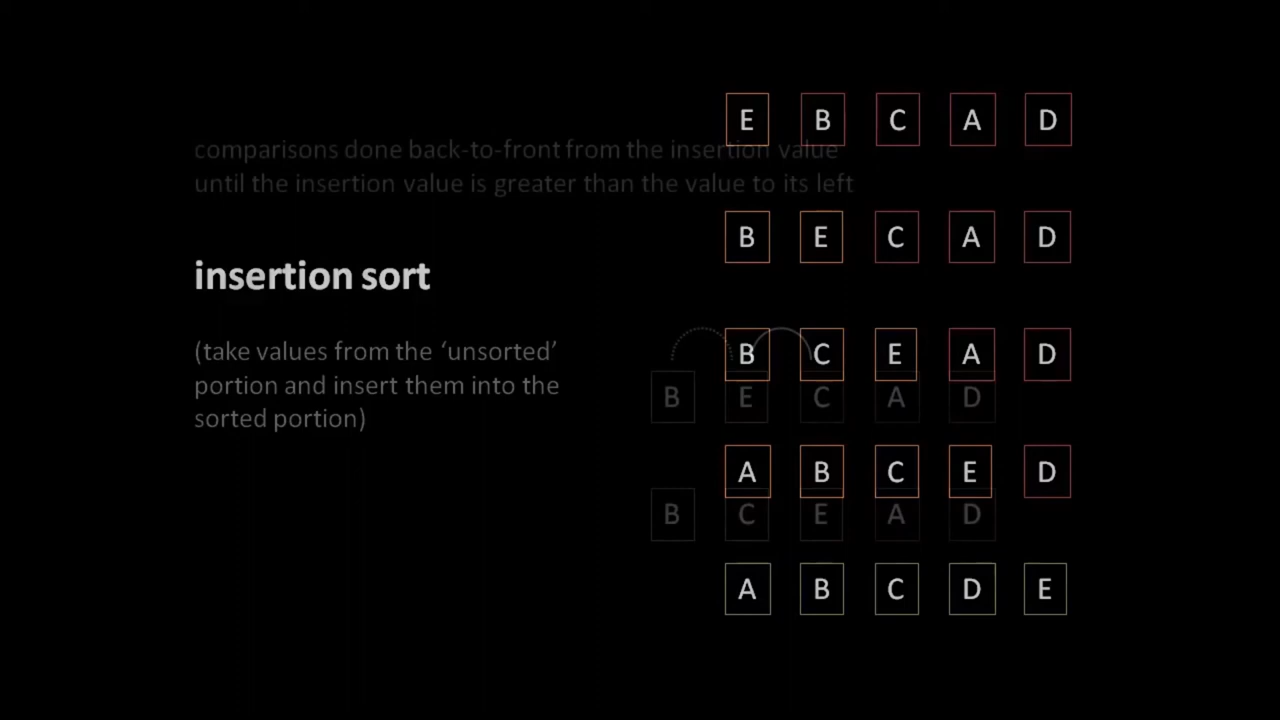 E B C A D
comparisons done back-to-front from the insertion value
until the insertion value is greater than the value to its left
B E C A D
insertion sort
(take values from the ‘unsorted’
portion and insert them into the
sorted portion)
B C E A D
B E C A D
A B C E D
B C E A D
A B C D E